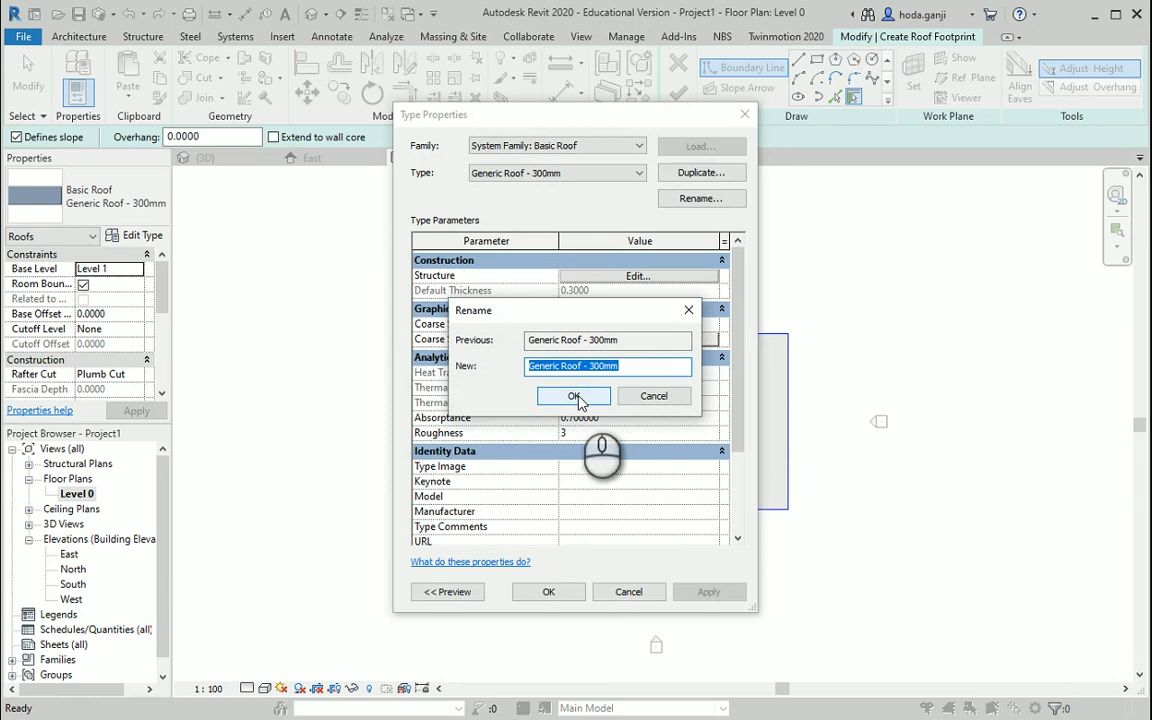 Autodesk Revit 2020 - Educational Version - Project1 - Floor Plan: Level 0
hoda.ganji
File Architecture Structure Steel Systems Insert Annotate Analyze Massing & Site Collaborate View Manage Add-Ins NBS Twinmotion 2020 Modify | Create Roof Footprint
Modify
Paste
Cope
Cut
Join
Boundary Line
Slope Arrow
Set
Show
Ref Plane
Viewer
Align
Eaves
Adjust Height
Adjust Overhang
Select Properties Clipboard Geometry Draw Work Plane Tools
Defines slope Overhang: 0.0000 Extend to wall core
Properties
{3D} East
Basic Roof
Generic Roof - 300mm
Roofs Edit Type
Constraints
Base Level Level 1
Room Boun...
Related to ...
Base Offset ... 0.0000
Cutoff Level None
Cutoff Offset 0.0000
Construction
Rafter Cut Plumb Cut
Fascia Depth 0.0000
Properties help Apply
Project Browser - Project1
Views (all)
Structural Plans
Floor Plans
Level 0
Ceiling Plans
3D Views
Elevations (Building Eleva
East
North
South
West
Legends
Schedules/Quantities (all)
Sheets (all)
Families
Groups
Type Properties
Family: System Family: Basic Roof Load...
Type: Generic Roof - 300mm Duplicate...
Rename...
Type Parameters
Parameter Value =
Construction
Structure Edit...
Default Thickness 0.3000
Graphic
Coarse
Coarse
Analytic
Heat Tra
Therma
Therma
Absorptance 0.700000
Roughness 3
Identity Data
Type Image
Keynote
Model
Manufacturer
Type Comments
URL
What do these properties do?
<< Preview OK Cancel Apply
Rename
Previous: Generic Roof - 300mm
New: Generic Roof - 300mm
OK Cancel
1 : 100
Ready :0 Main Model :0